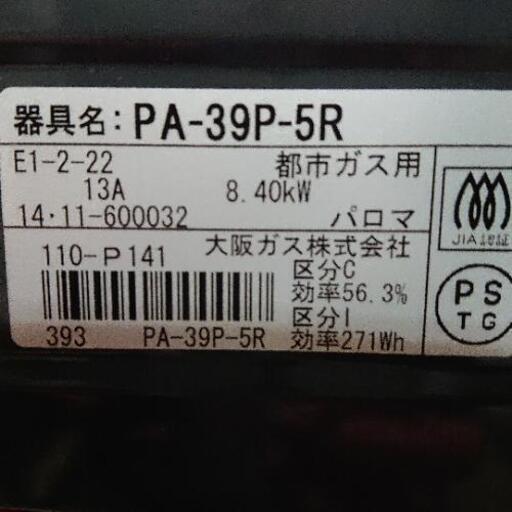 器具名: PA-39P-5R
E1-2-22 都市ガス用
13A 8.40kW
14・11-600032 パロマ
110-P141 大阪ガス株式会社
区分C
効率56.3%
区分I
393 PA-39P-5R 効率271Wh
JIA認証
PS
TG